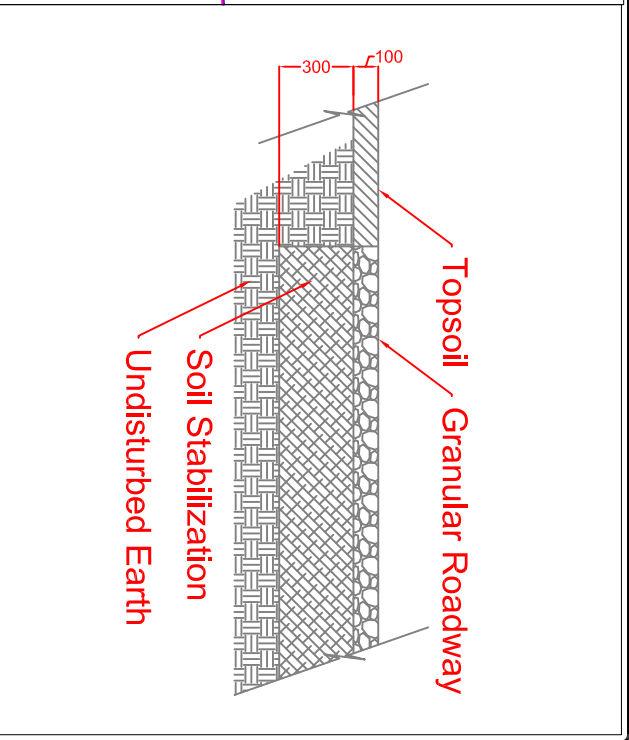 300
100
Topsoil
Granular Roadway
Soil Stabilization
Undisturbed Earth